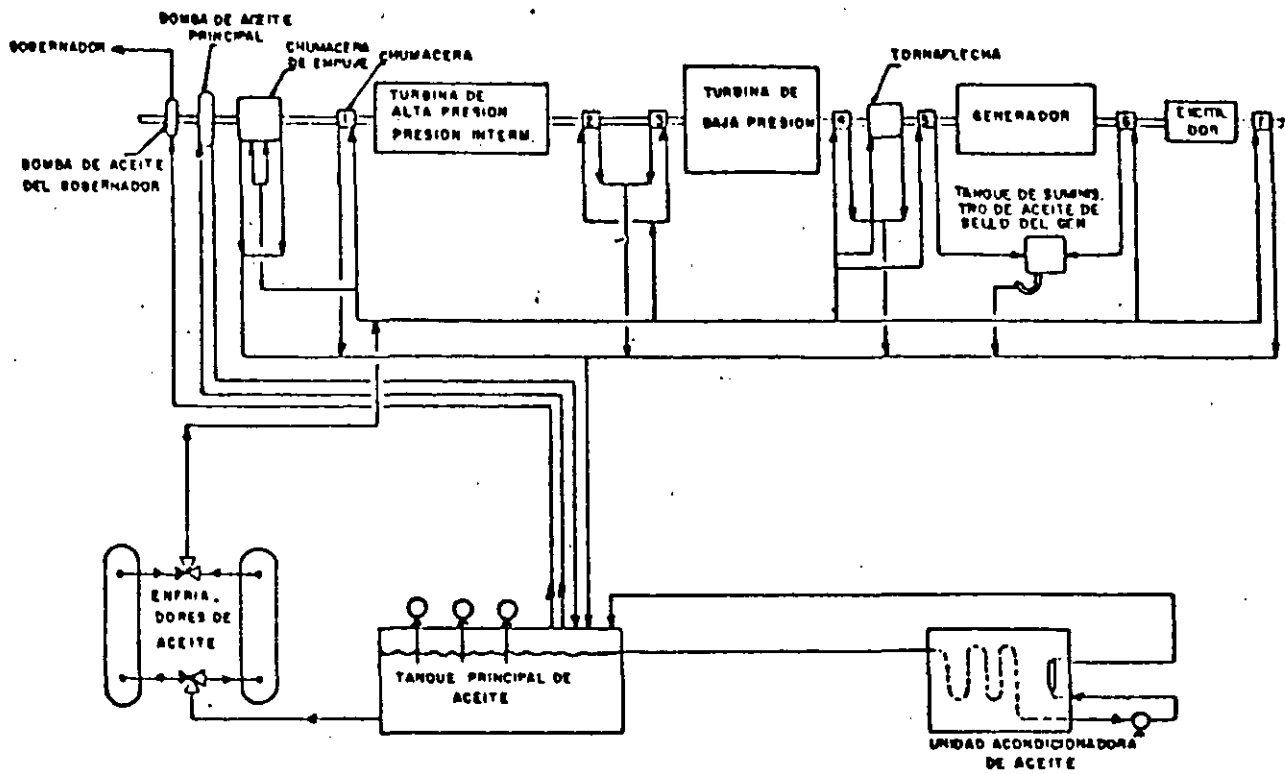 BOMBA DE ACEITE
PRINCIPAL
GOBERNADOR
CHUMACERA
DE EMPUJE
CHUMACERA
TORNAFLECHA
TURBINA DE
ALTA PRESION
PRESION INTERM.
TURBINA DE
BAJA PRESION
GENERADOR
EXCITA
DOR
1
2
3
4
5
6
7
BOMBA DE ACEITE
DEL GOBERNADOR
TANQUE DE SUMINIS.
TRO DE ACEITE DE
SELLO DEL GEN
ENFRIA.
DORES DE
ACEITE
TANQUE PRINCIPAL DE
ACEITE
UNIDAD ACONDICIONADORA
DE ACEITE